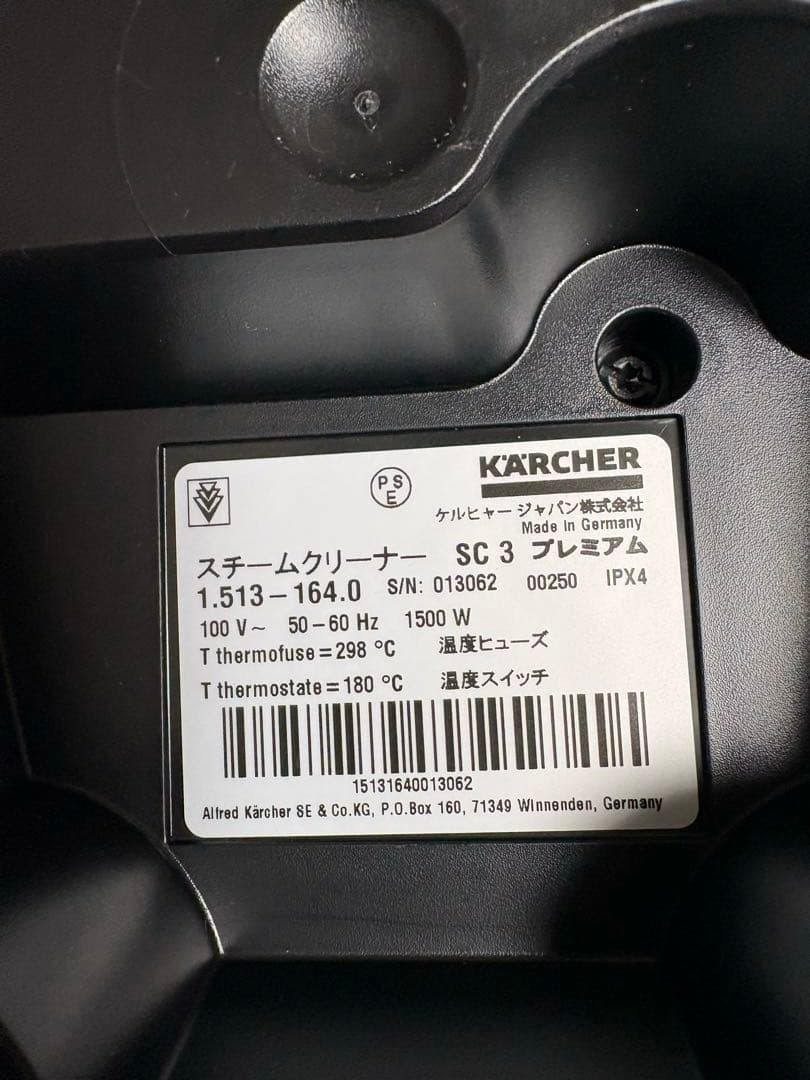 PSE
KÄRCHER
ケルヒャー ジャパン株式会社
Made in Germany
スチームクリーナー SC 3 プレミアム
1.513-164.0 S/N: 013062 00250 IPX4
100 V~ 50-60 Hz 1500 W
T thermofuse=298 °C 温度ヒューズ
T thermostate=180 °C 温度スイッチ
15131640013062
Alfred Kärcher SE & Co.KG, P.O.Box 160, 71349 Winnenden, Germany